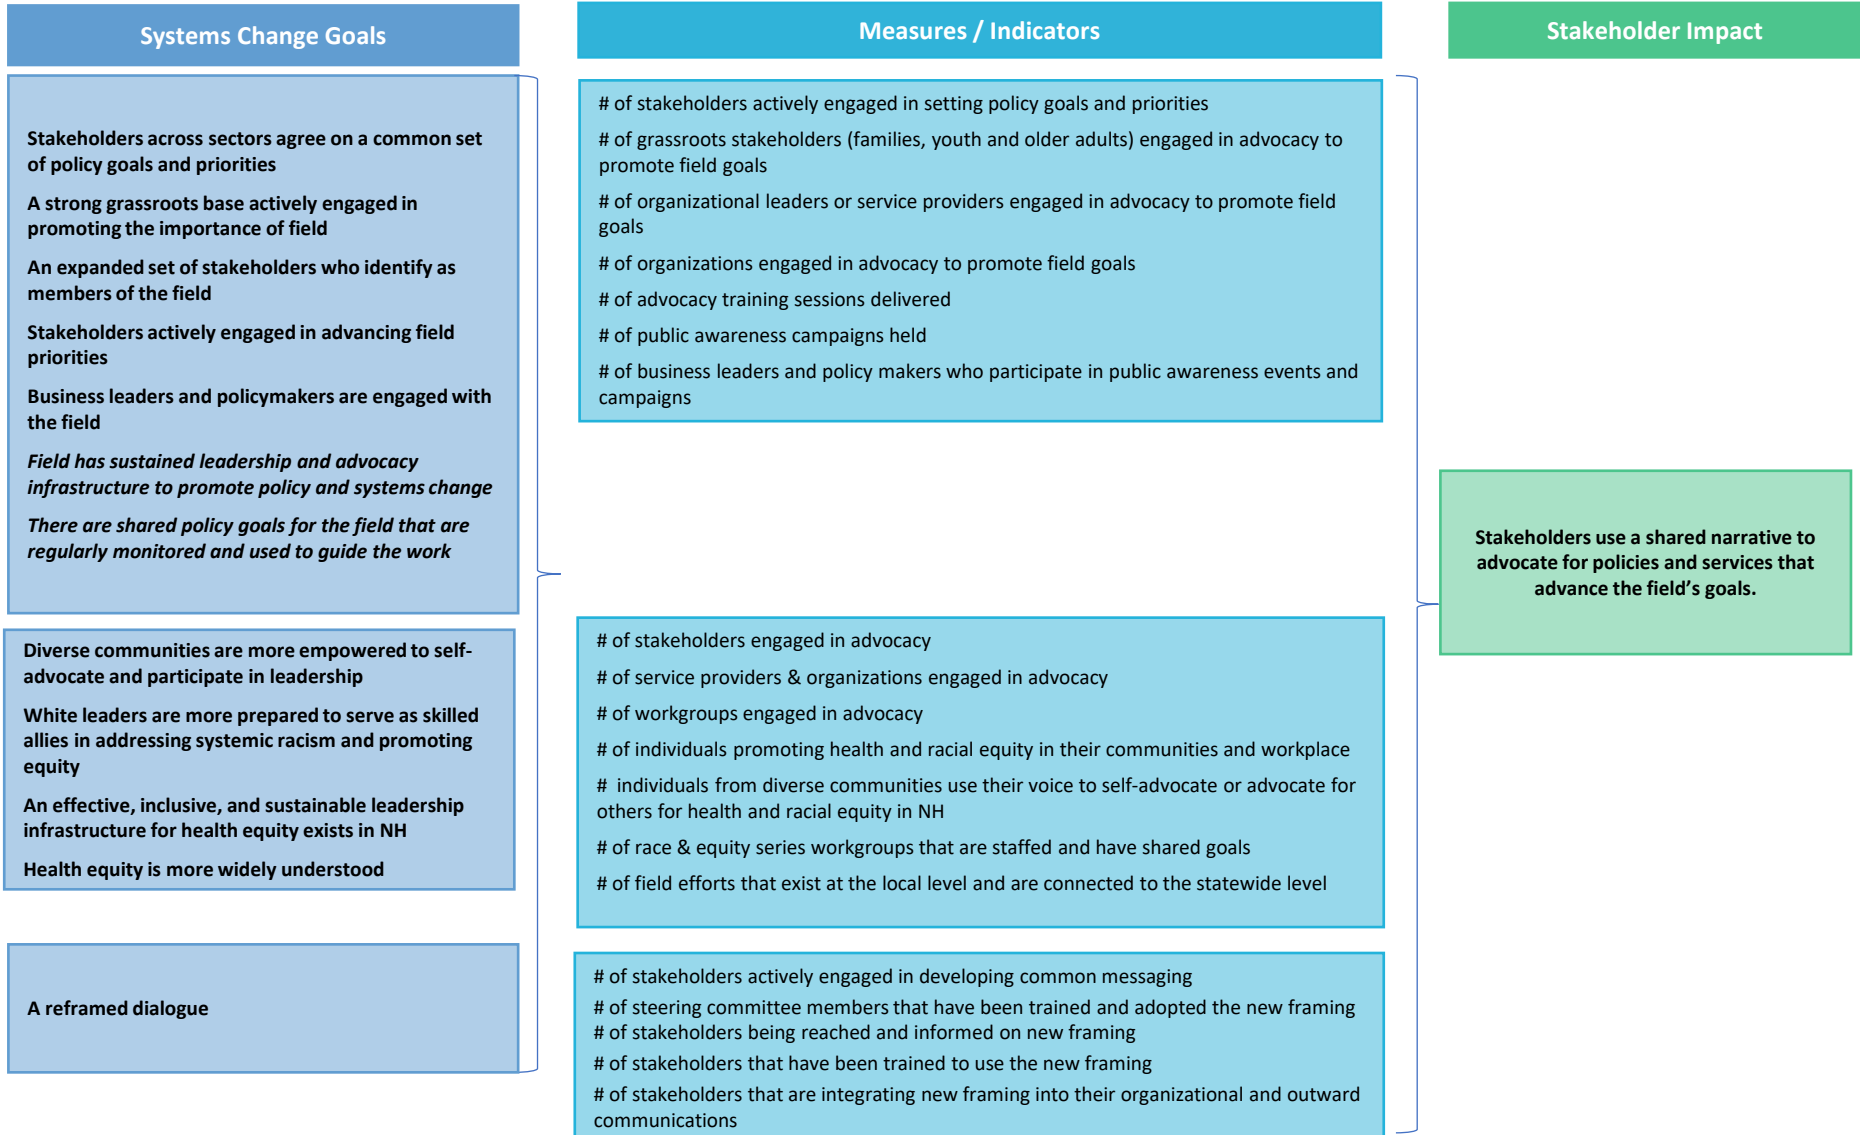 Systems Change Goals
Stakeholders across sectors agree on a common set
of policy goals and priorities
A strong grassroots base actively engaged in
promoting the importance of field
An expanded set of stakeholders who identify as
members of the field
Stakeholders actively engaged in advancing field
priorities
Business leaders and policymakers are engaged with
the field
Field has sustained leadership and advocacy
infrastructure to promote policy and systems change
There are shared policy goals for the field that are
regularly monitored and used to guide the work
Diverse communities are more empowered to self-
advocate and participate in leadership
White leaders are more prepared to serve as skilled
allies in addressing systemic racism and promoting
equity
An effective, inclusive, and sustainable leadership
infrastructure for health equity exists in NH
Health equity is more widely understood
A reframed dialogue
Measures / Indicators
# of stakeholders actively engaged in setting policy goals and priorities
# of grassroots stakeholders (families, youth and older adults) engaged in advocacy to
promote field goals
# of organizational leaders or service providers engaged in advocacy to promote field
goals
# of organizations engaged in advocacy to promote field goals
# of advocacy training sessions delivered
# of public awareness campaigns held
# of business leaders and policy makers who participate in public awareness events and
campaigns
# of stakeholders engaged in advocacy
# of service providers & organizations engaged in advocacy
# of workgroups engaged in advocacy
# of individuals promoting health and racial equity in their communities and workplace
# individuals from diverse communities use their voice to self-advocate or advocate for
others for health and racial equity in NH
# of race & equity series workgroups that are staffed and have shared goals
# of field efforts that exist at the local level and are connected to the statewide level
# of stakeholders actively engaged in developing common messaging
# of steering committee members that have been trained and adopted the new framing
# of stakeholders being reached and informed on new framing
# of stakeholders that have been trained to use the new framing
# of stakeholders that are integrating new framing into their organizational and outward
communications
Stakeholder Impact
Stakeholders use a shared narrative to
advocate for policies and services that
advance the field's goals.